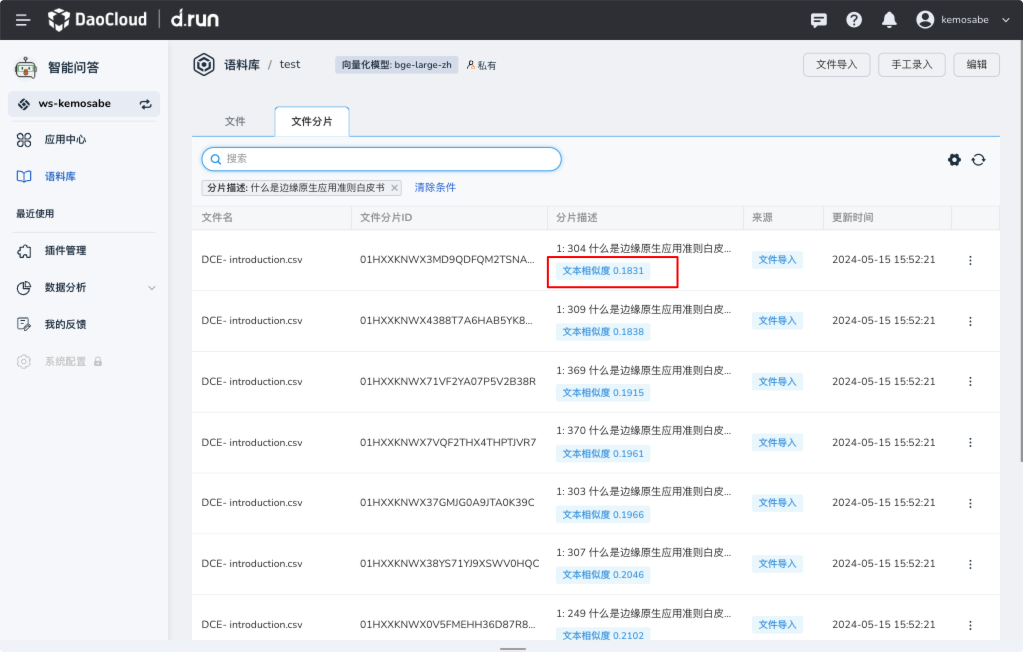 DaoCloud d.run
kemosabe
智能问答
ws-kemosabe
应用中心
语料库
最近使用
插件管理
数据分析
我的反馈
系统配置
语料库 / test 向量化模型: bge-large-zh 私有
文件导入 手工录入 编辑
文件 文件分片
搜索
分片描述: 什么是边缘原生应用准则白皮书 × 清除条件
文件名 文件分片ID 分片描述 来源 更新时间
DCE- introduction.csv 01HXXKNWX3MD9QDFQM2TSNA... 1: 304 什么是边缘原生应用准则白皮... 文件导入 2024-05-15 15:52:21
文本相似度 0.1831
DCE- introduction.csv 01HXXKNWX4388T7A6HAB5YK8... 1: 309 什么是边缘原生应用准则白皮... 文件导入 2024-05-15 15:52:21
文本相似度 0.1838
DCE- introduction.csv 01HXXKNWX71VF2YA07P5V2B38R 1: 369 什么是边缘原生应用准则白皮... 文件导入 2024-05-15 15:52:21
文本相似度 0.1915
DCE- introduction.csv 01HXXKNWX7VQF2THX4THPTJVR7 1: 370 什么是边缘原生应用准则白皮... 文件导入 2024-05-15 15:52:21
文本相似度 0.1961
DCE- introduction.csv 01HXXKNWX37GMJG0A9JTA0K39C 1: 303 什么是边缘原生应用准则白皮... 文件导入 2024-05-15 15:52:21
文本相似度 0.1966
DCE- introduction.csv 01HXXKNWX38YS71YJ9XSWV0HQC 1: 307 什么是边缘原生应用准则白皮... 文件导入 2024-05-15 15:52:21
文本相似度 0.2046
DCE- introduction.csv 01HXXKNWX0V5FMEHH36D87R8... 1: 249 什么是边缘原生应用准则白皮... 文件导入 2024-05-15 15:52:21
文本相似度 0.2102